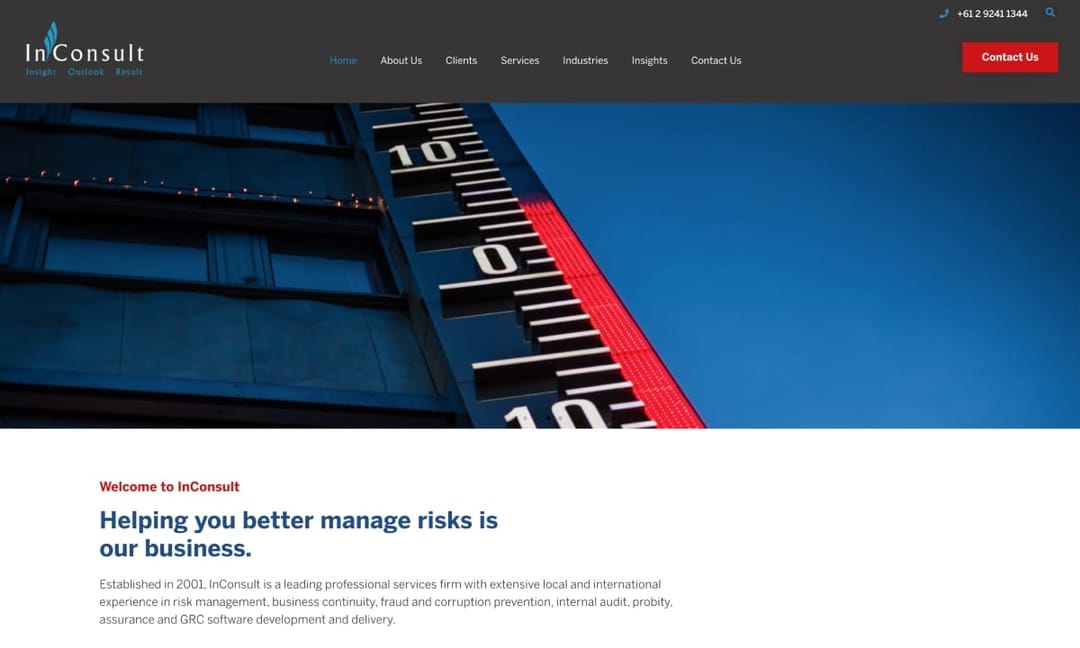 +61 2 9241 1344
InConsult
Insight Outlook Result
Home About Us Clients Services Industries Insights Contact Us
Contact Us
10
0
10
Welcome to InConsult
Helping you better manage risks is
our business.
Established in 2001, InConsult is a leading professional services firm with extensive local and international
experience in risk management, business continuity, fraud and corruption prevention, internal audit, probity,
assurance and GRC software development and delivery.